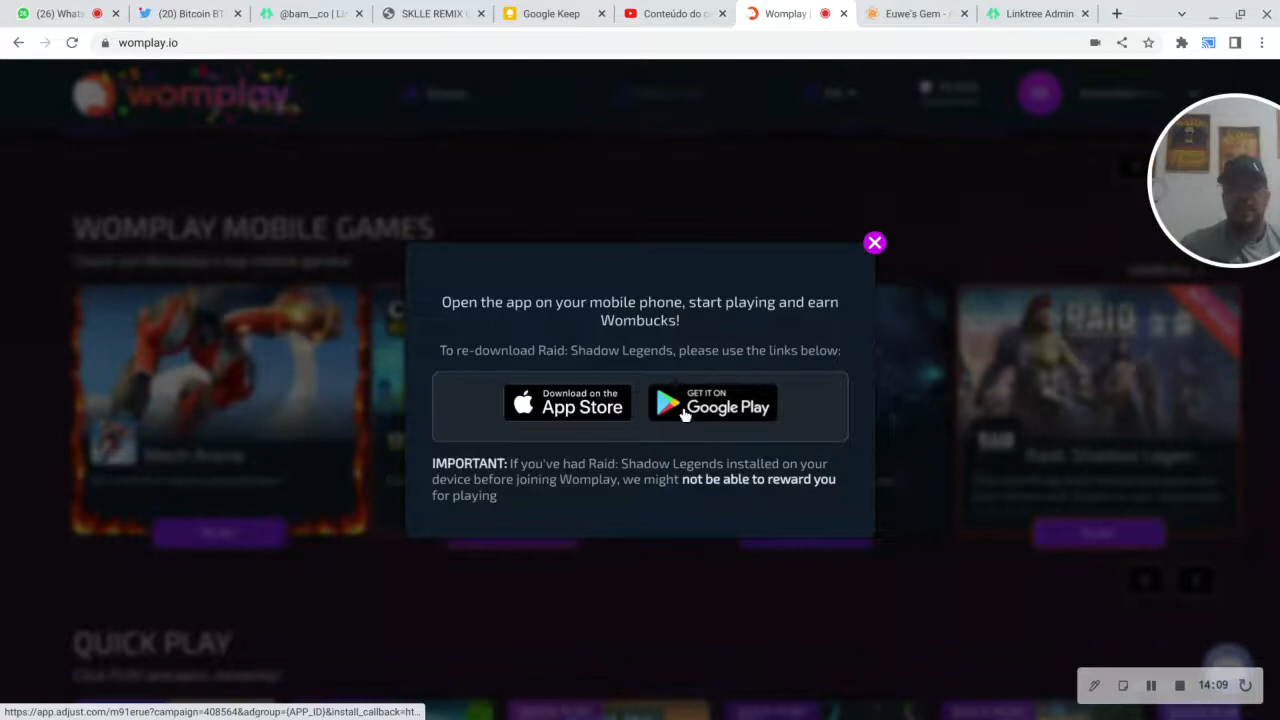 (26) Whats
(20) Bitcoin BT
@bam__co | Li
SKLLE REMIX
Google Keep
Conteúdo do c
Womplay
Euwe's Gem -
Linktree Admin
womplay.io
womplay
WOMPLAY MOBILE GAMES
Open the app on your mobile phone, start playing and earn
Wombucks!
To re-download Raid: Shadow Legends, please use the links below:
Download on the
App Store
GET IT ON
Google Play
IMPORTANT: If you've had Raid: Shadow Legends installed on your
device before joining Womplay, we might not be able to reward you
for playing
RAID
Raid: Shadow Legen...
QUICK PLAY
14:09
https://app.adjust.com/m91erue?campaign=408564&adgroup={APP_ID}&install_callback=ht...